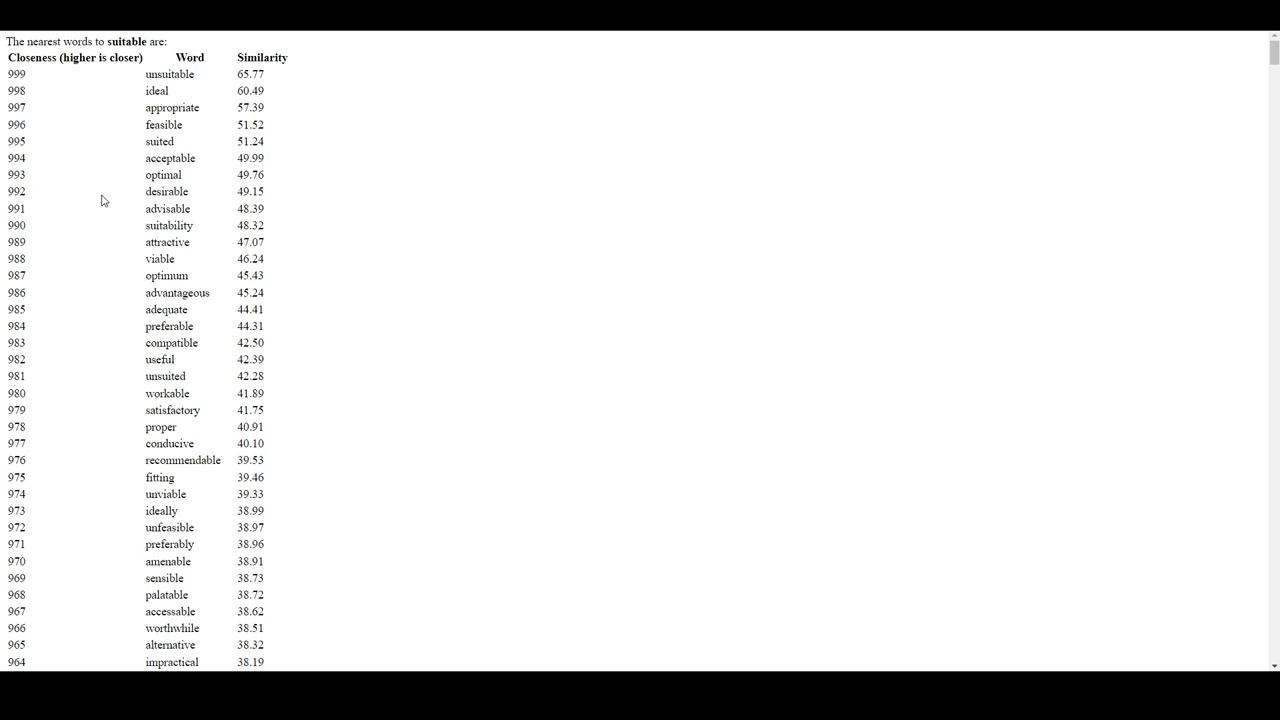 The nearest words to suitable are:
Closeness (higher is closer) Word Similarity
999 unsuitable 65.77
998 ideal 60.49
997 appropriate 57.39
996 feasible 51.52
995 suited 51.24
994 acceptable 49.99
993 optimal 49.76
992 desirable 49.15
991 advisable 48.39
990 suitability 48.32
989 attractive 47.07
988 viable 46.24
987 optimum 45.43
986 advantageous 45.24
985 adequate 44.41
984 preferable 44.31
983 compatible 42.50
982 useful 42.39
981 unsuited 42.28
980 workable 41.89
979 satisfactory 41.75
978 proper 40.91
977 conducive 40.10
976 recommendable 39.53
975 fitting 39.46
974 unviable 39.33
973 ideally 38.99
972 unfeasible 38.97
971 preferably 38.96
970 amenable 38.91
969 sensible 38.73
968 palatable 38.72
967 accessable 38.62
966 worthwhile 38.51
965 alternative 38.32
964 impractical 38.19